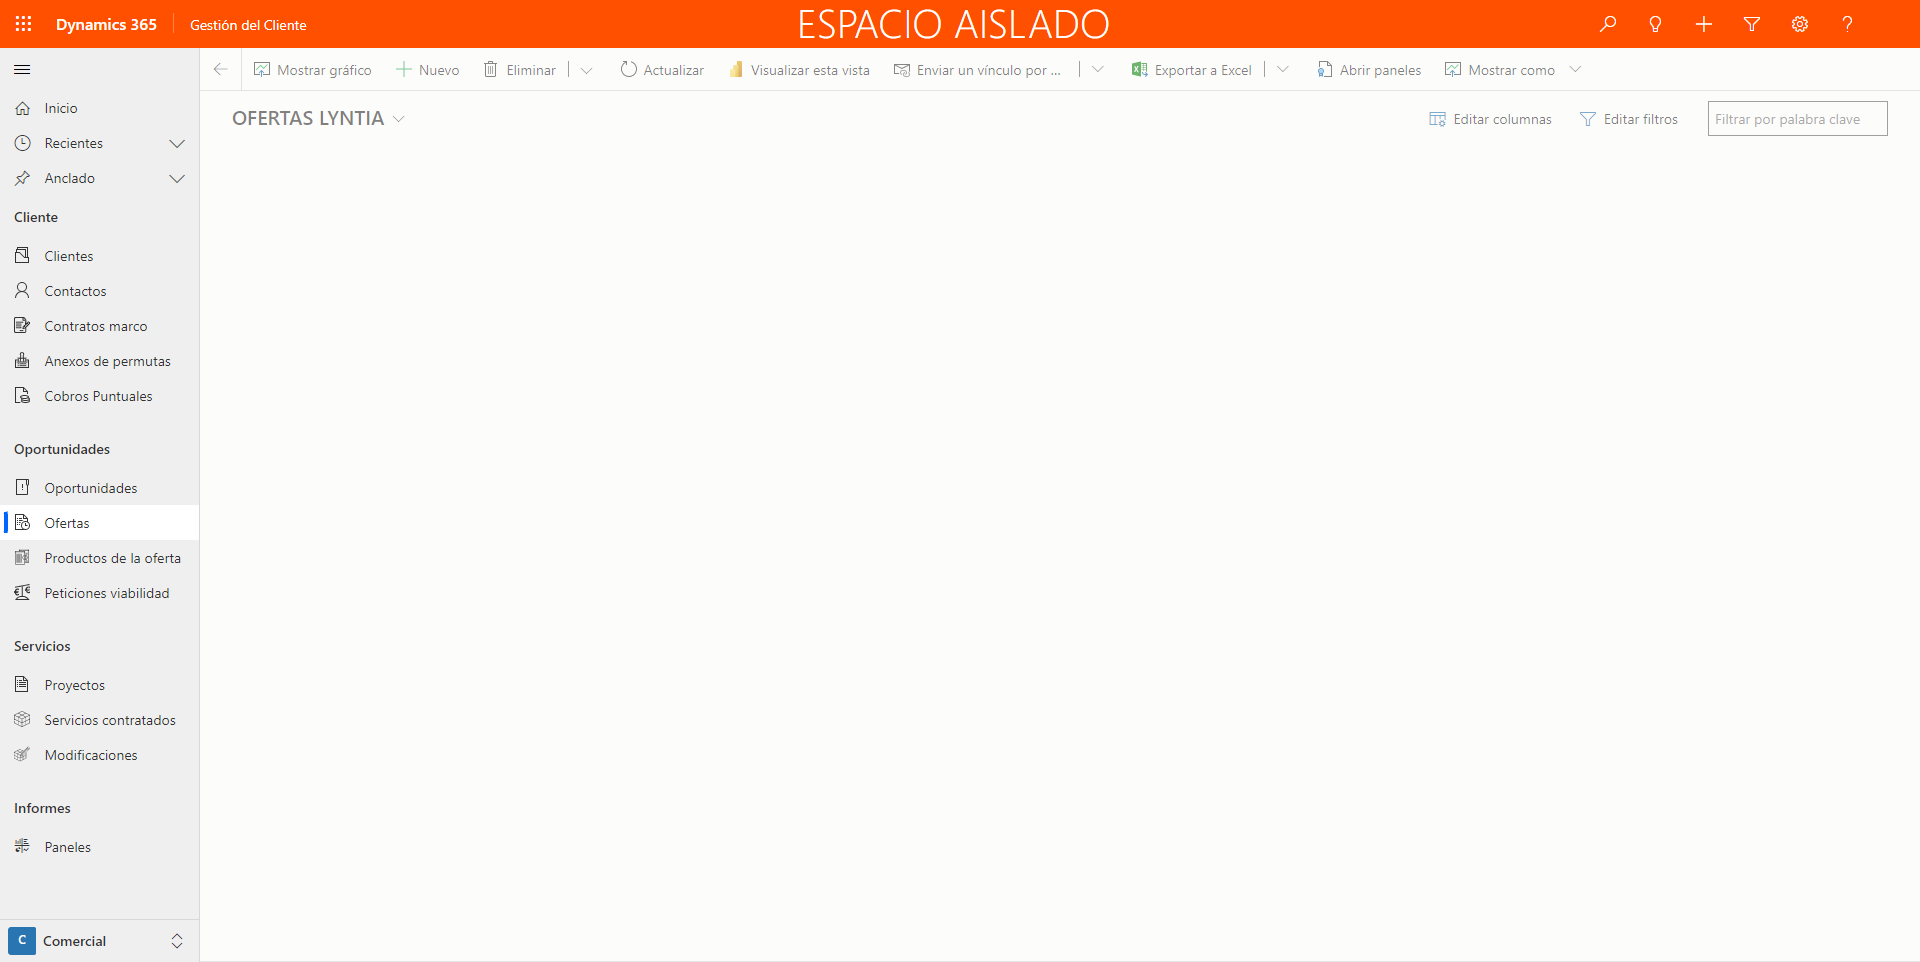 Dynamics 365
Gestión del Cliente
ESPACIO AISLADO
Mostrar gráfico
Nuevo
Eliminar
Actualizar
Visualizar esta vista
Enviar un vínculo por ...
Exportar a Excel
Abrir paneles
Mostrar como
OFERTAS LYNTIA
Editar columnas
Editar filtros
Filtrar por palabra clave
Inicio
Recientes
Anclado
Cliente
Clientes
Contactos
Contratos marco
Anexos de permutas
Cobros Puntuales
Oportunidades
Oportunidades
Ofertas
Productos de la oferta
Peticiones viabilidad
Servicios
Proyectos
Servicios contratados
Modificaciones
Informes
Paneles
C Comercial